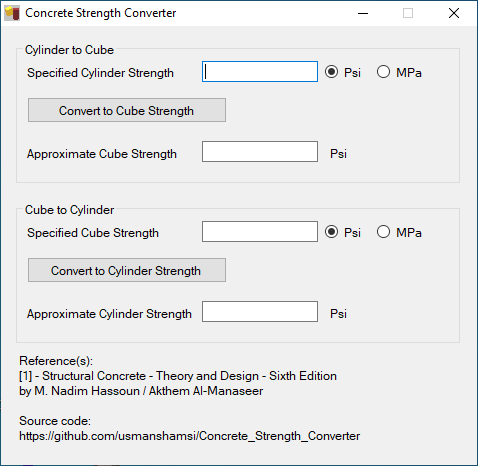 Concrete Strength Converter
Cylinder to Cube
Specified Cylinder Strength Psi MPa
Convert to Cube Strength
Approximate Cube Strength Psi
Cube to Cylinder
Specified Cube Strength Psi MPa
Convert to Cylinder Strength
Approximate Cylinder Strength Psi
Reference(s):
[1] - Structural Concrete - Theory and Design - Sixth Edition
by M. Nadim Hassoun / Akthem Al-Manaseer
Source code:
https://github.com/usmanshamsi/Concrete_Strength_Converter